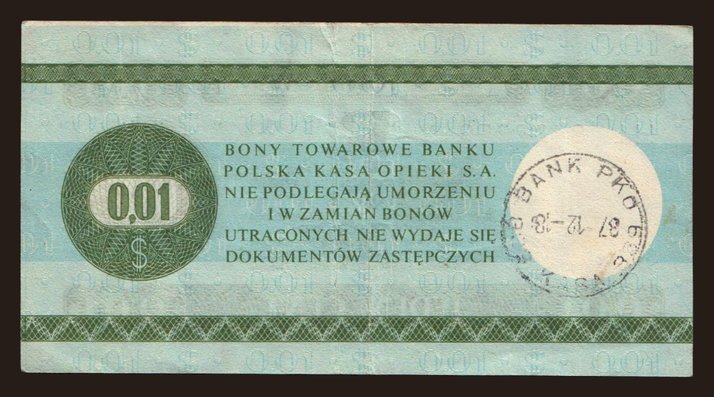 0,01
$
BONY TOWAROWE BANKU
POLSKA KASA OPIEKI S.A.
NIE PODLEGAJĄ UMORZENIU
I W ZAMIAN BONÓW
UTRACONYCH NIE WYDAJE SIĘ
DOKUMENTÓW ZASTĘPCZYCH
BANK PKO
KASA